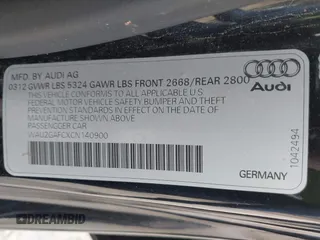 MFD. BY AUDI AG
0312 GVWR LBS 5324 GAWR LBS FRONT 2668/REAR 2800
THIS VEHICLE CONFORMS TO ALL APPLICABLE U.S.
FEDERAL MOTOR VEHICLE SAFETY BUMPER AND THEFT
PREVENTION STANDARDS IN EFFECT ON THE DATE OF
MANUFACTURE SHOWN ABOVE
PASSENGER CAR
WAU2GAFCXCN140900
Audi
1042494
GERMANY
DREAMBID